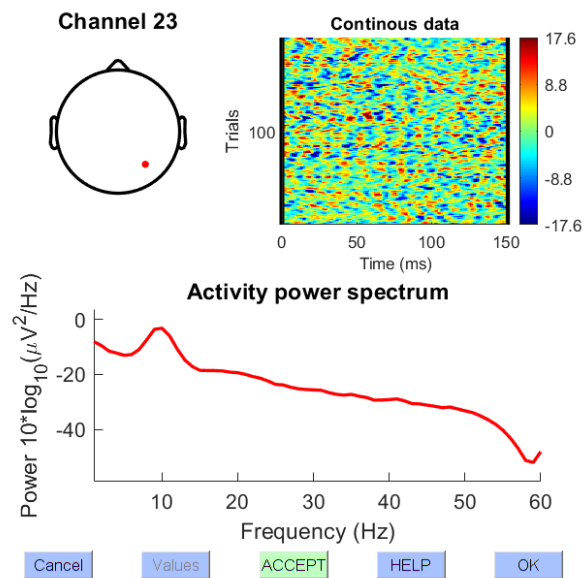 Channel 23
Continous data
Trials
100
0
50
100
150
Time (ms)
17.6
8.8
0
-8.8
-17.6
Activity power spectrum
Power 10*log10(μV²/Hz)
0
-20
-40
10
20
30
40
50
60
Frequency (Hz)
Cancel
Values
ACCEPT
HELP
OK